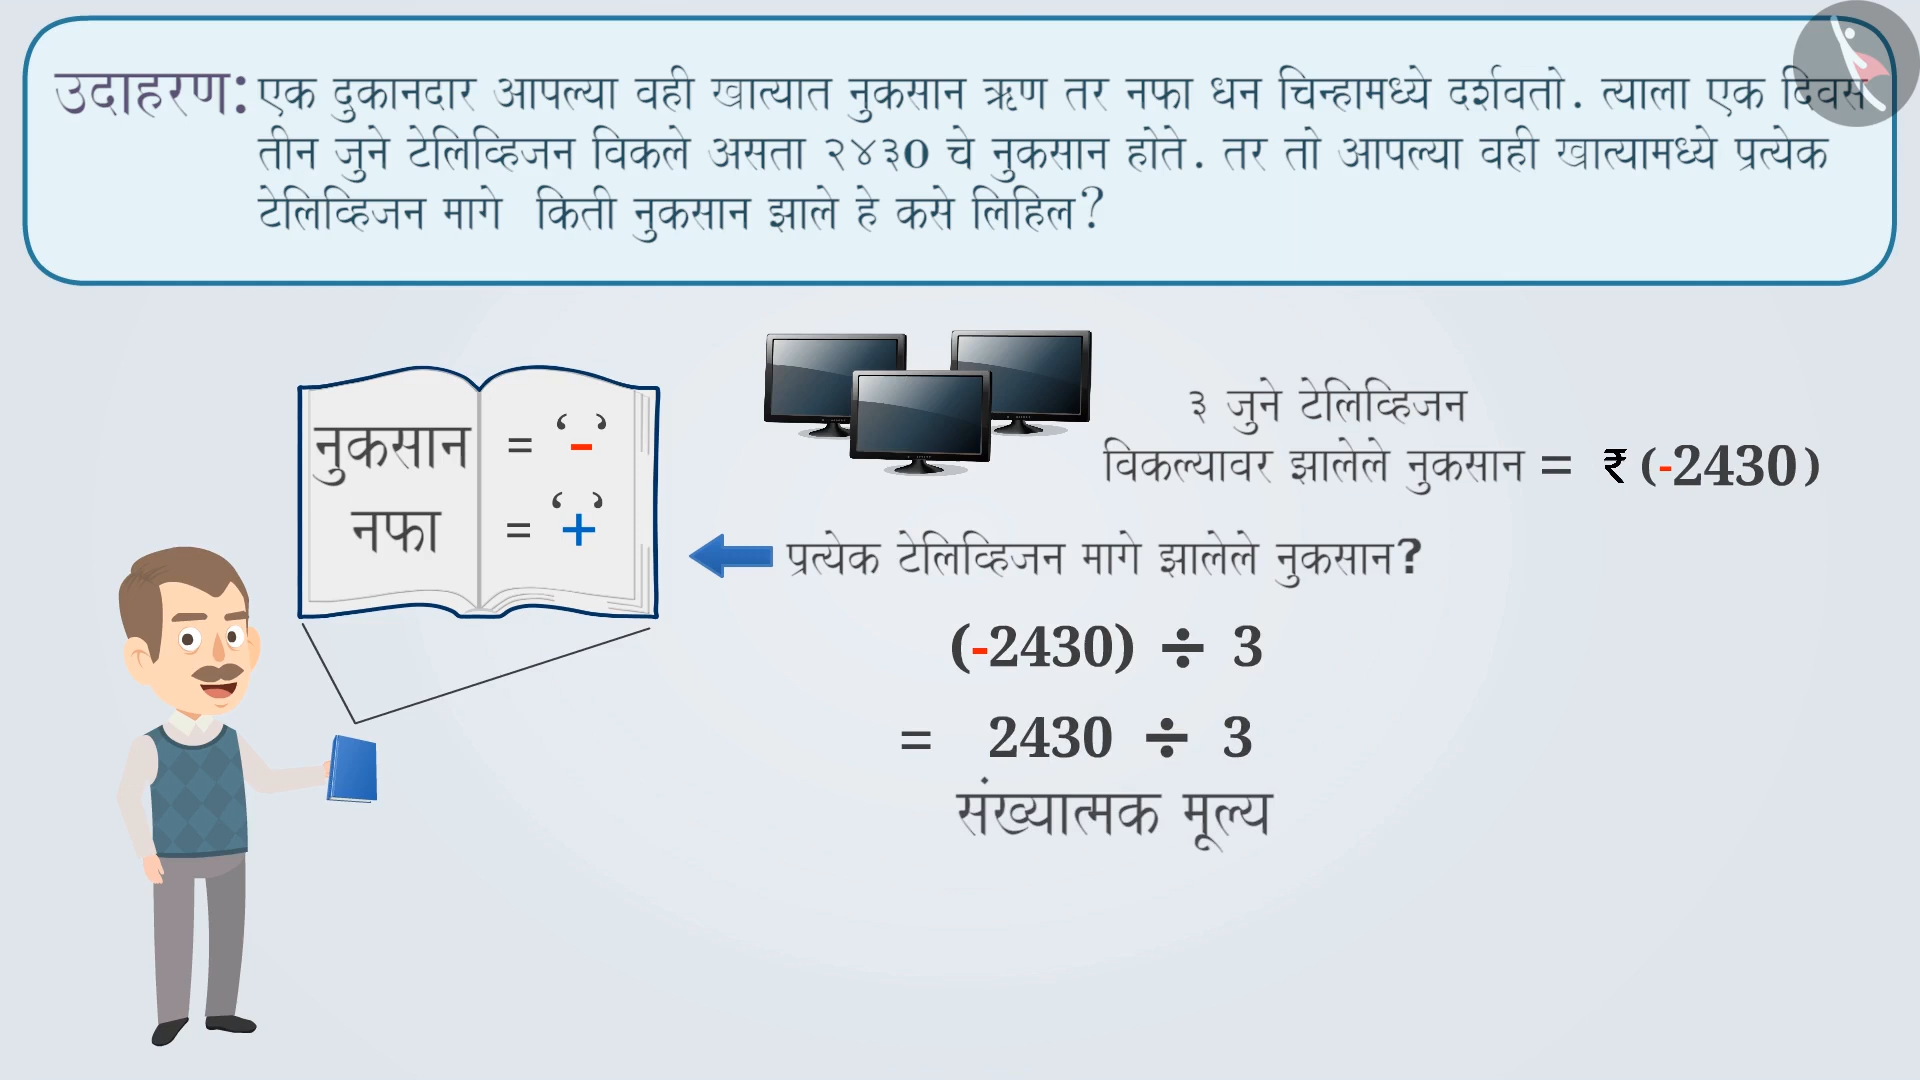 उदाहरण: एक दुकानदार आपल्या वही खात्यात नुकसान ऋण तर नफा धन चिन्हामध्ये दर्शवतो. त्याला एक दिवस
तीन जुने टेलिव्हिजन विकले असता २४३0 चे नुकसान होते. तर तो आपल्या वही खात्यामध्ये प्रत्येक
टेलिव्हिजन मागे किती नुकसान झाले हे कसे लिहिल?
नुकसान = ‘-’
नफा = ‘+’
३ जुने टेलिव्हिजन
विकल्यावर झालेले नुकसान = ₹ (-2430)
प्रत्येक टेलिव्हिजन मागे झालेले नुकसान?
(-2430) ÷ 3
= 2430 ÷ 3
संख्यात्मक मूल्य